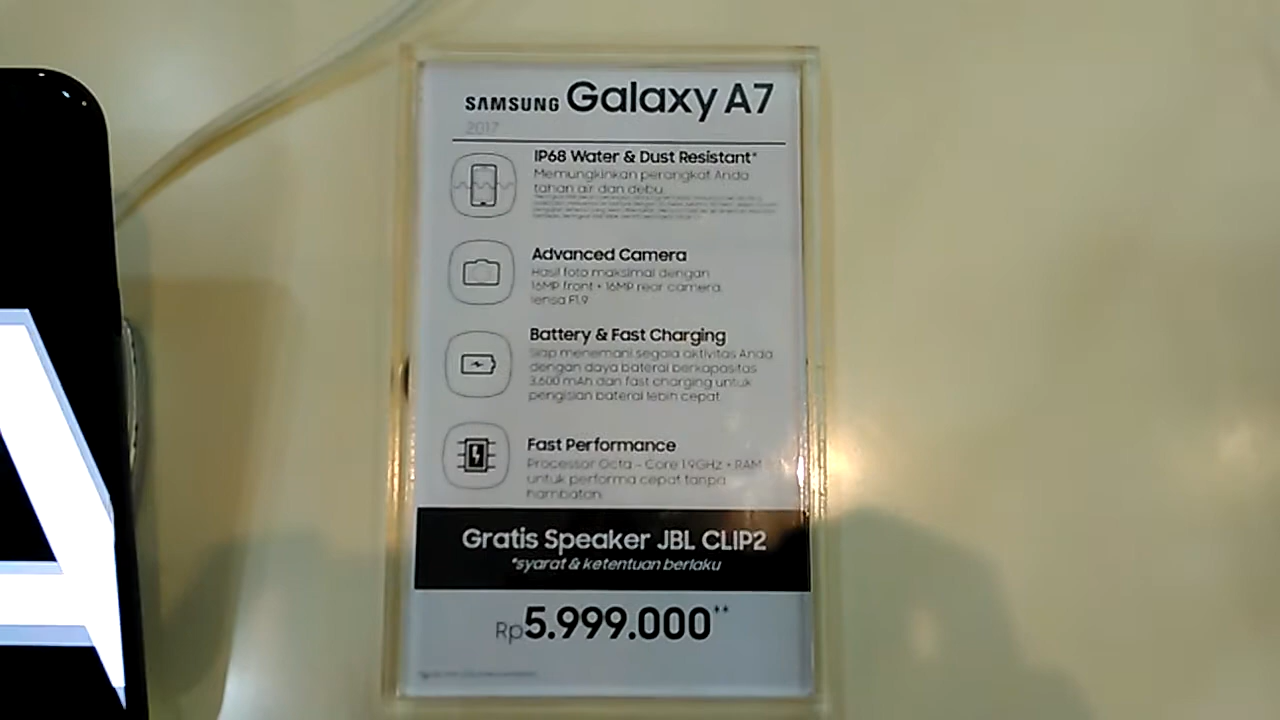 SAMSUNG Galaxy A7
2017
IP68 Water & Dust Resistant*
Memungkinkan perangkat Anda
tahan air dan debu.
Advanced Camera
Hasil foto maksimal dengan
16MP front + 16MP rear camera,
lensa F1.9
Battery & Fast Charging
Siap menemani segala aktivitas Anda
dengan daya baterai berkapasitas
3.600 mAh dan fast charging untuk
pengisian baterai lebih cepat
Fast Performance
Processor Octa - Core 1.9GHz + RAM
untuk performa cepat tanpa
hambatan
Gratis Speaker JBL CLIP2
*syarat & ketentuan berlaku
Rp5.999.000**